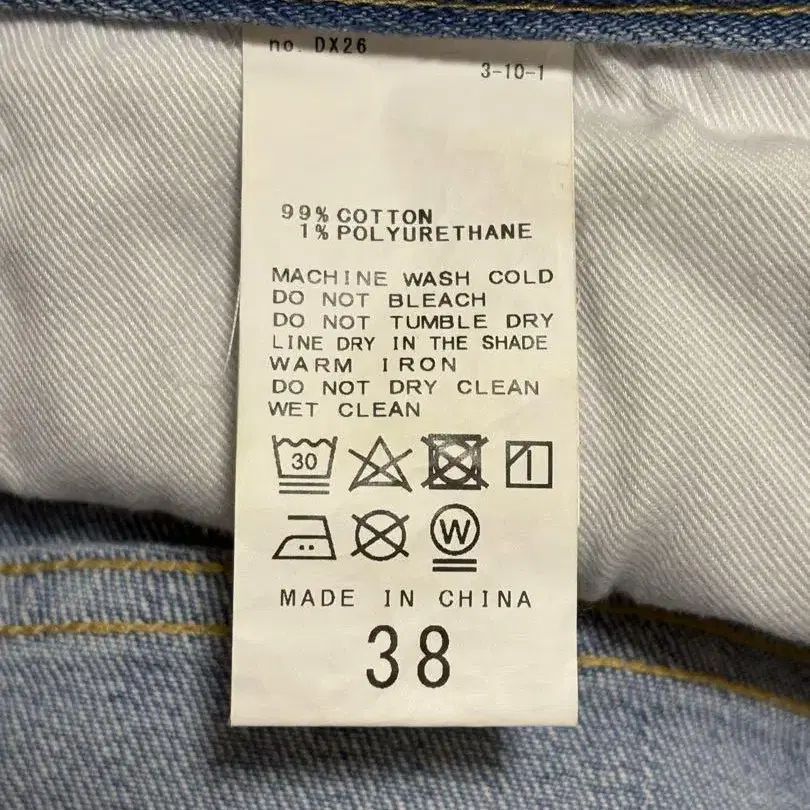 no. DX26
3-10-1
99% COTTON
1% POLYURETHANE
MACHINE WASH COLD
DO NOT BLEACH
DO NOT TUMBLE DRY
LINE DRY IN THE SHADE
WARM IRON
DO NOT DRY CLEAN
WET CLEAN
30
W
MADE IN CHINA
38